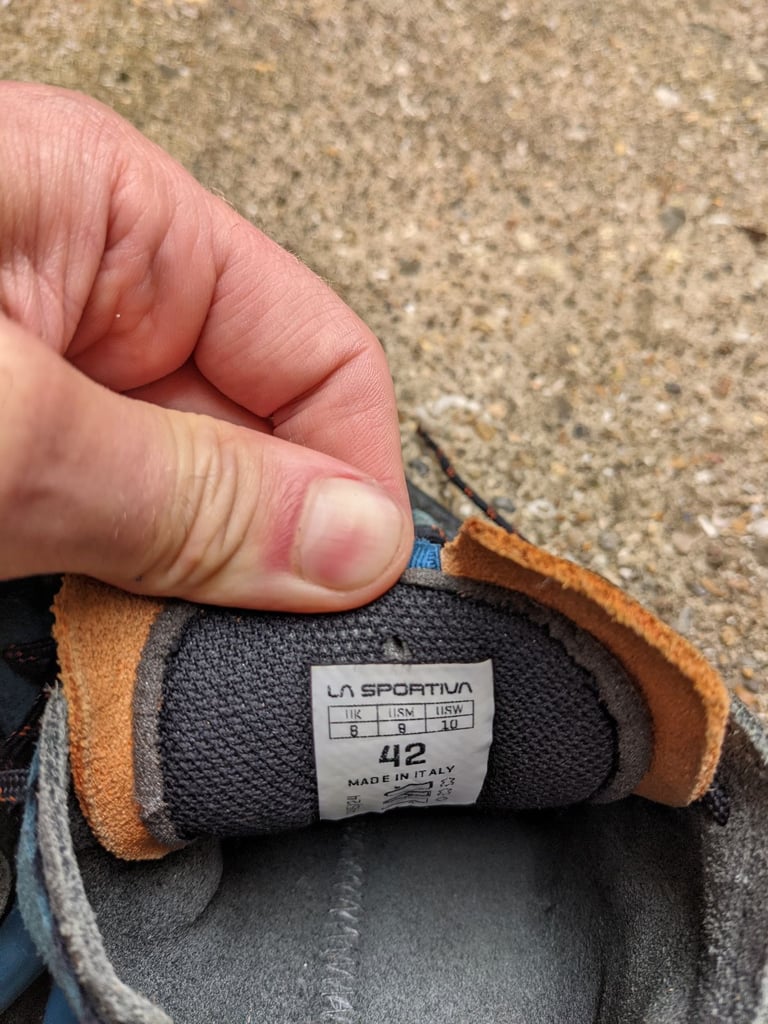 LA SPORTIVA
UK USM USW
8 9 10
42
MADE IN ITALY